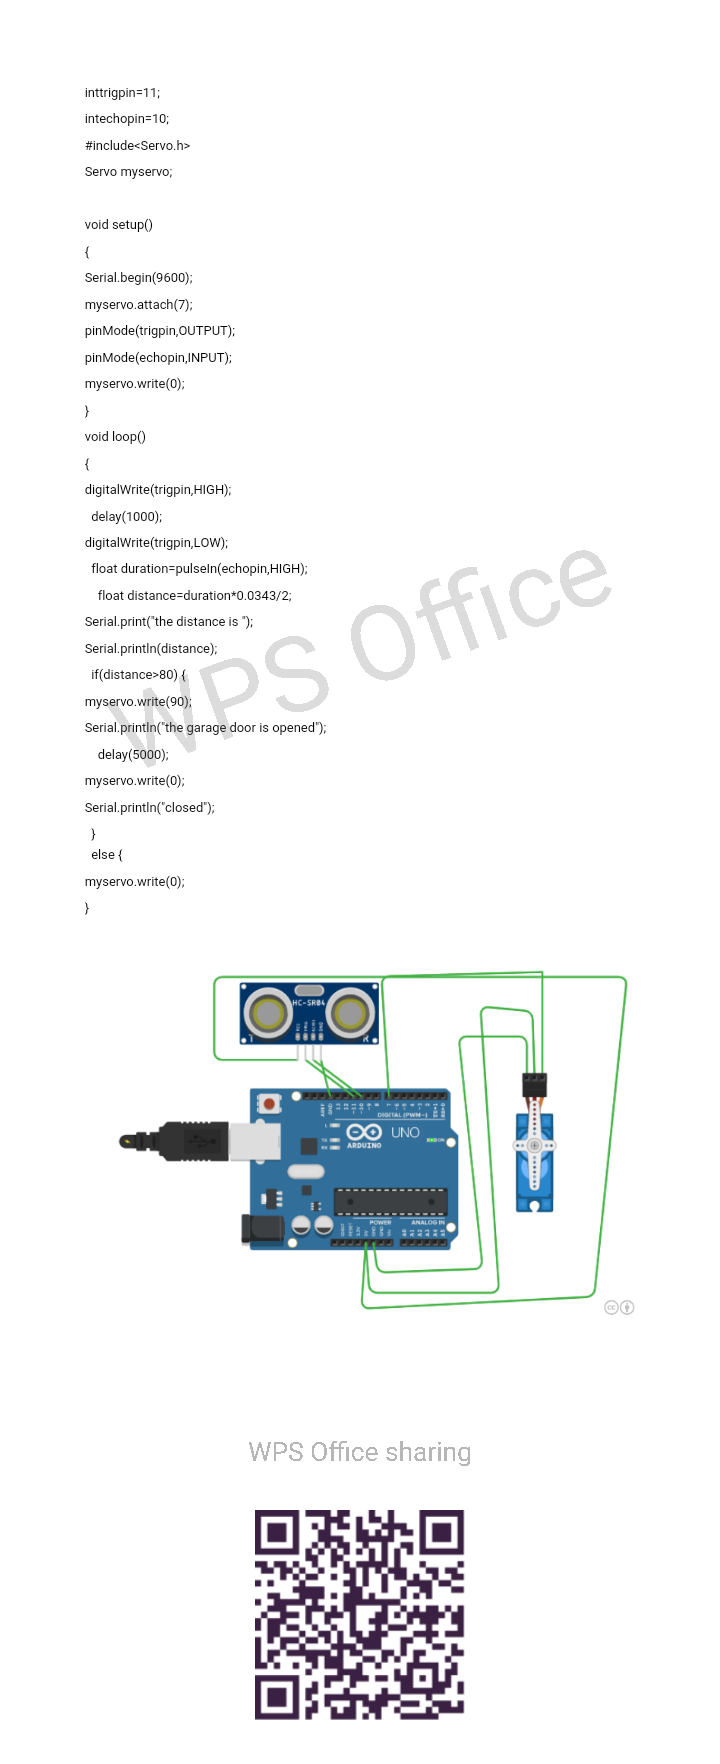 inttrigpin=11;
intechopin=10;
#include<Servo.h>
Servo myservo;
void setup()
{
Serial.begin(9600);
myservo.attach(7);
pinMode(trigpin,OUTPUT);
pinMode(echopin,INPUT);
myservo.write(0);
}
void loop()
{
digitalWrite(trigpin,HIGH);
delay(1000);
digitalWrite(trigpin,LOW);
float duration=pulseIn(echopin,HIGH);
float distance=duration*0.0343/2;
Serial.print("the distance is ");
Serial.println(distance);
if(distance>80) {
myservo.write(90);
Serial.println("the garage door is opened");
delay(5000);
myservo.write(0);
Serial.println("closed");
}
else {
myservo.write(0);
}
WPS Office
HC-SR04
DIGITAL (PWM~)
UNO
ARDUINO
POWER
ANALOG IN
WPS Office sharing